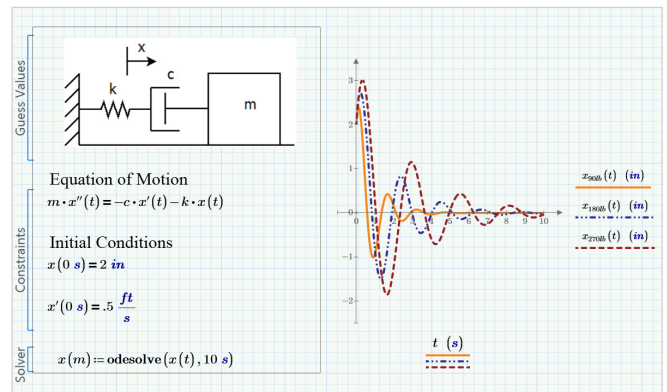 Guess Values
x
k
c
m
Constraints
Equation of Motion
m⋅x′′(t)=−c⋅x′(t)−k⋅x(t)
Initial Conditions
x(0 s)=2 in
x′(0 s)=.5 ft/s
Solver
x(m):=odesolve(x(t),10 s)
3
2
1
0
−1
−2
0 1 2 3 4 5 6 7 8 9 10
t (s)
x90lb(t) (in)
x180lb(t) (in)
x270lb(t) (in)